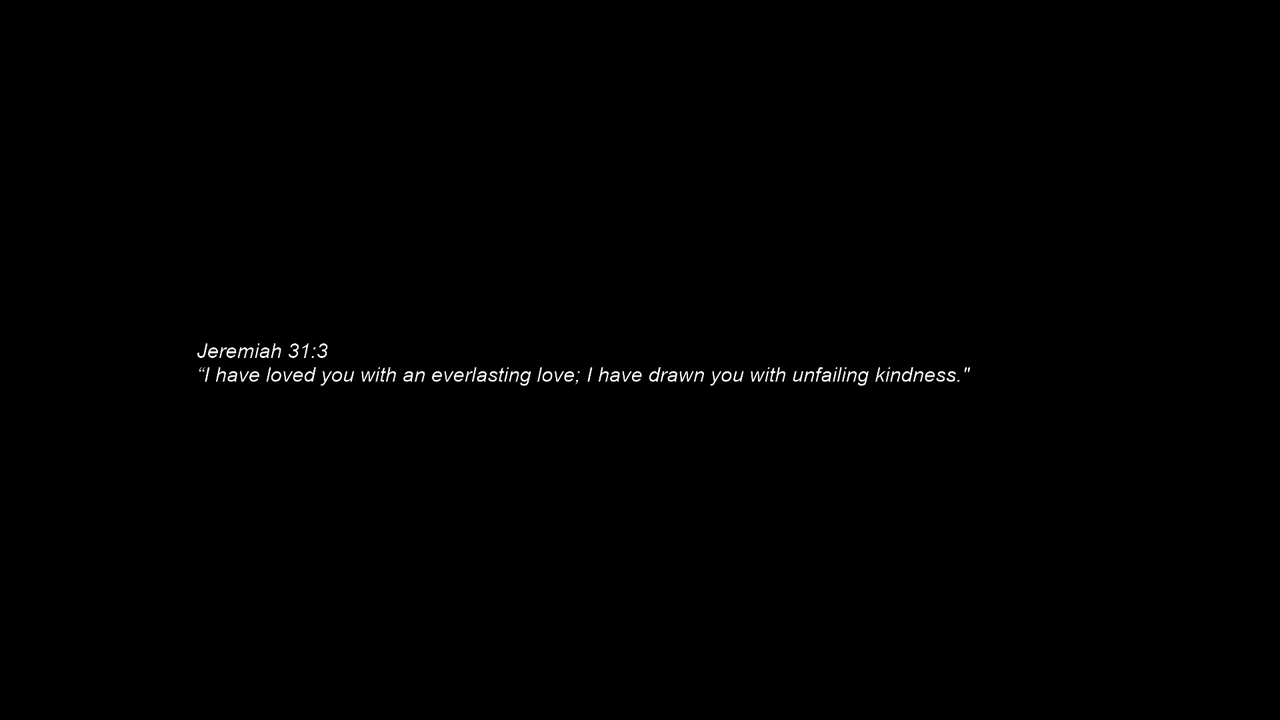 Jeremiah 31:3
“I have loved you with an everlasting love; I have drawn you with unfailing kindness."